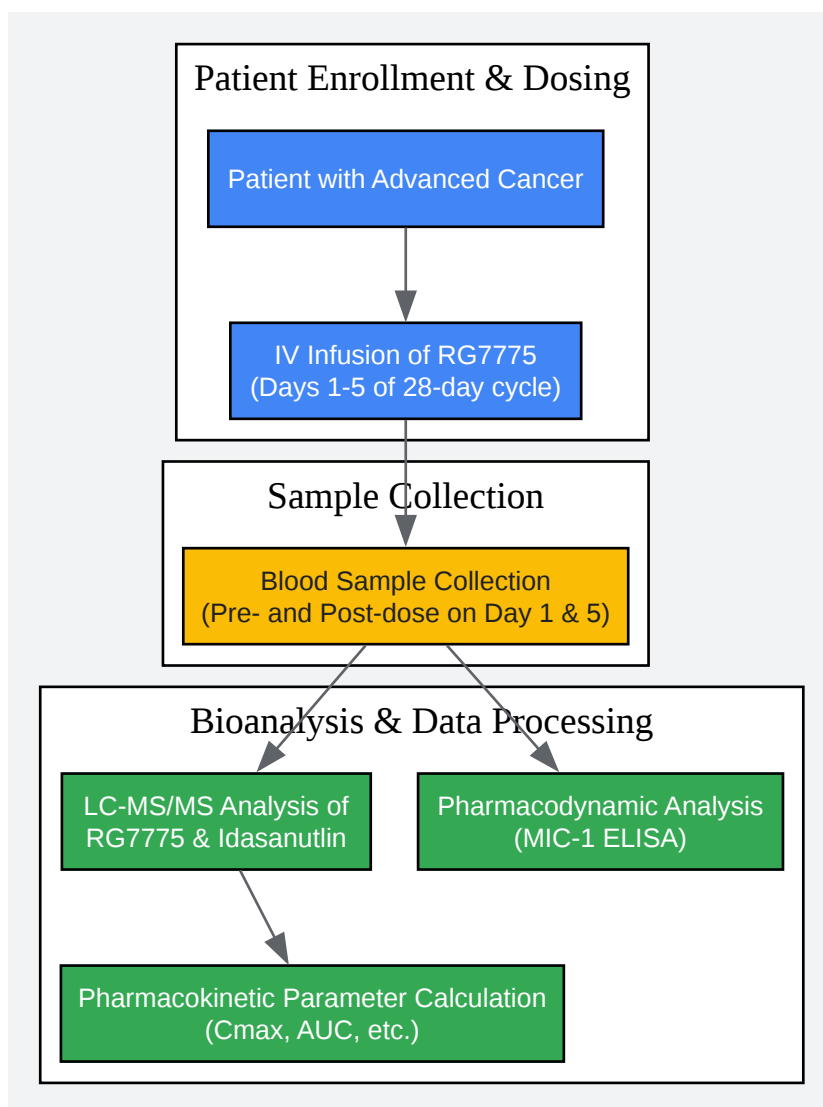 Patient Enrollment & Dosing
Patient with Advanced Cancer
IV Infusion of RG7775
(Days 1-5 of 28-day cycle)
Sample Collection
Blood Sample Collection
(Pre- and Post-dose on Day 1 & 5)
Bioanalysis & Data Processing
LC-MS/MS Analysis of
RG7775 & Idasanutlin
Pharmacodynamic Analysis
(MIC-1 ELISA)
Pharmacokinetic Parameter Calculation
(Cmax, AUC, etc.)